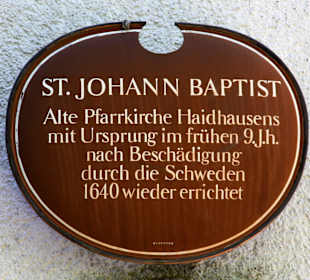 ST. JOHANN BAPTIST
Alte Pfarrkirche Haidhausens
mit Ursprung im frühen 9. J.h.
nach Beschädigung
durch die Schweden
1640 wieder errichtet